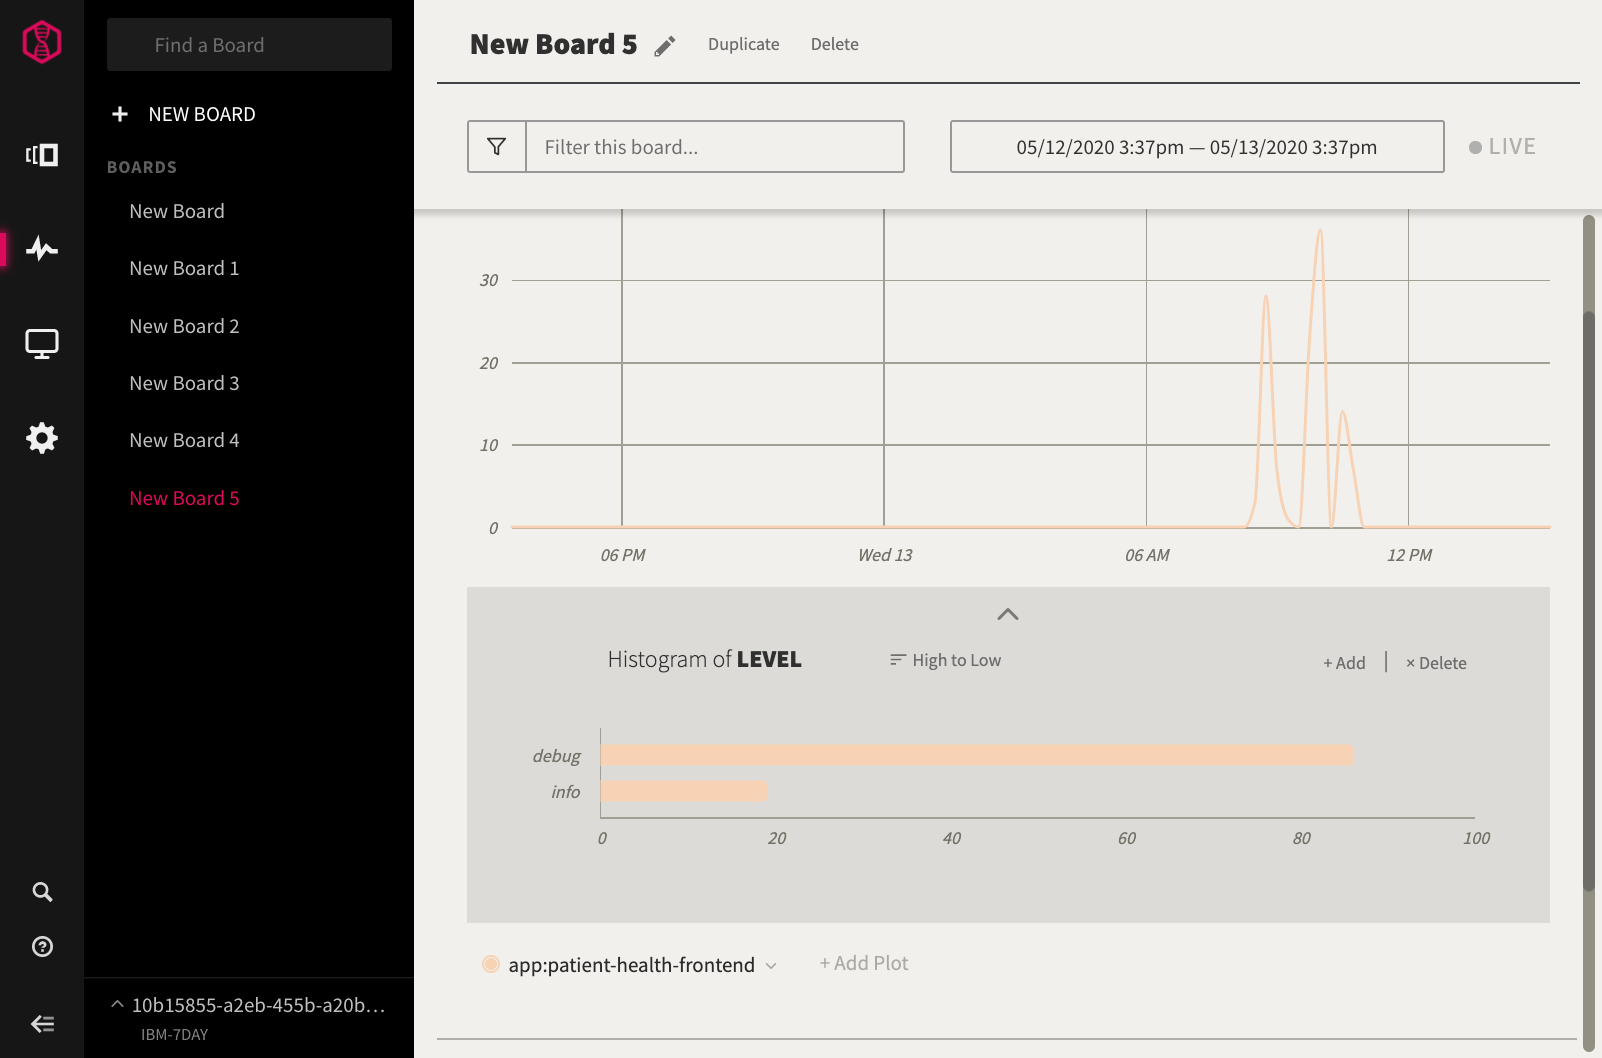 Find a Board
NEW BOARD
BOARDS
New Board
New Board 1
New Board 2
New Board 3
New Board 4
New Board 5
10b15855-a2eb-455b-a20b...
IBM-7DAY
New Board 5
Duplicate
Delete
Filter this board...
05/12/2020 3:37pm — 05/13/2020 3:37pm
LIVE
30
20
10
0
06 PM
Wed 13
06 AM
12 PM
Histogram of LEVEL
High to Low
+ Add
× Delete
debug
info
0
20
40
60
80
100
app:patient-health-frontend
+ Add Plot